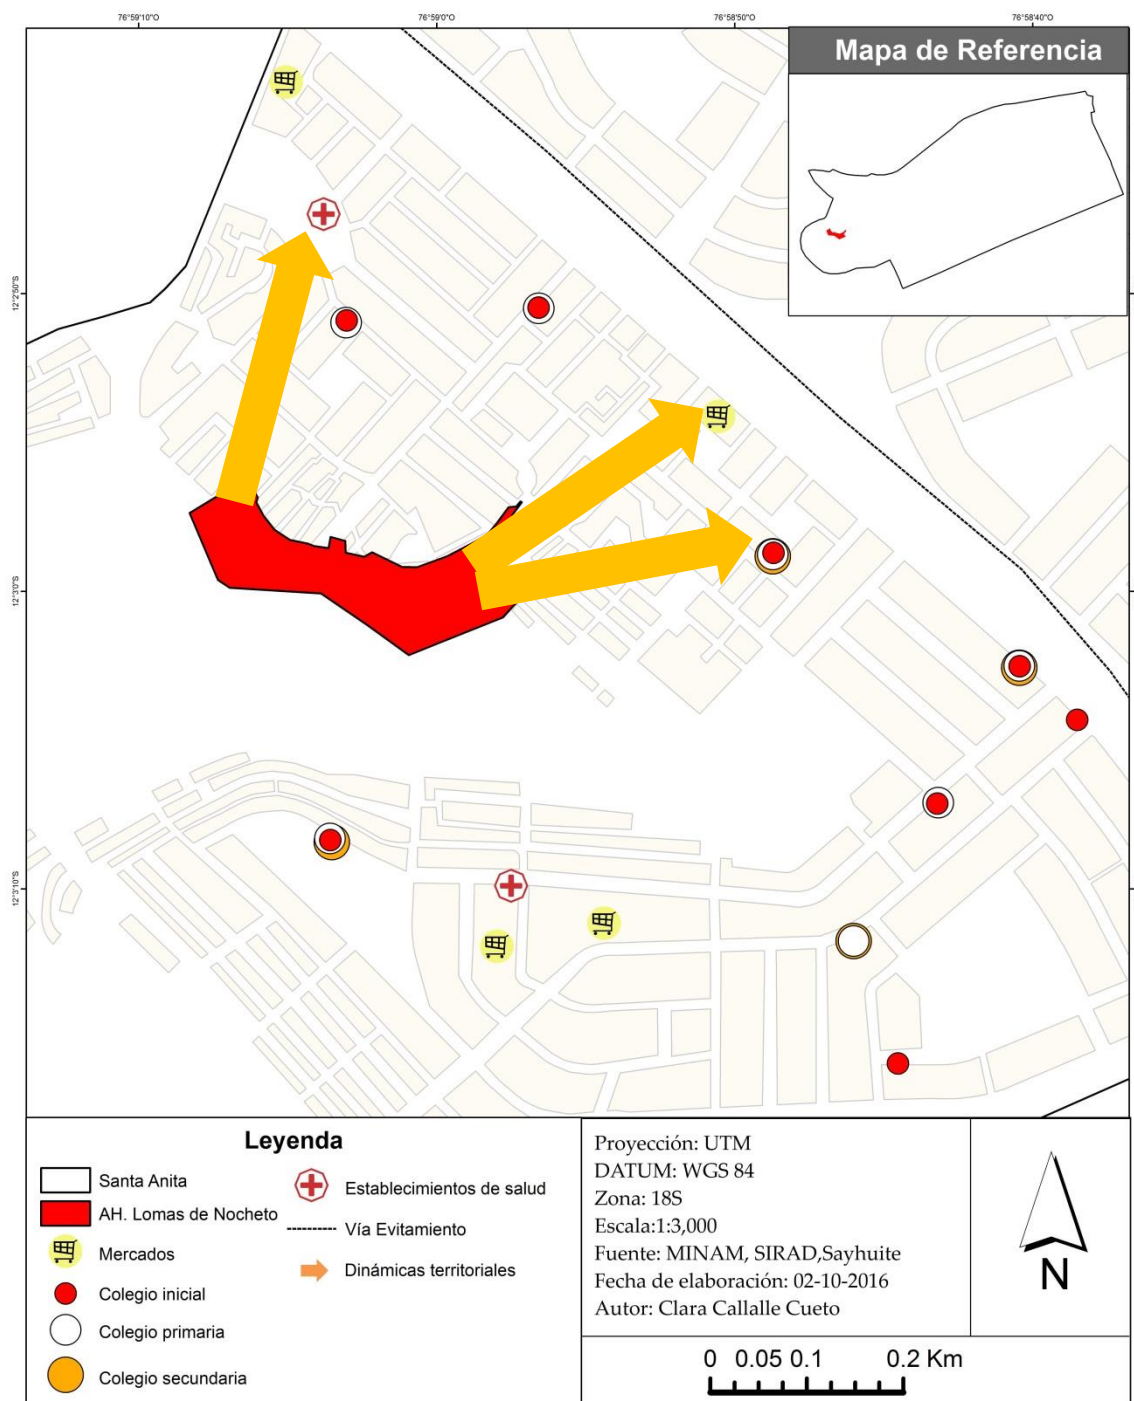 76°59'10"O
76°59'0"O
76°58'50"O
76°58'40"O
Mapa de Referencia
12°2'50"S
12°3'0"S
12°3'10"S
Leyenda
Santa Anita
AH. Lomas de Nocheto
Mercados
Colegio inicial
Colegio primaria
Colegio secundaria
Establecimientos de salud
Vía Evitamiento
Dinámicas territoriales
Proyección: UTM
DATUM: WGS 84
Zona: 18S
Escala:1:3,000
Fuente: MINAM, SIRAD,Sayhuite
Fecha de elaboración: 02-10-2016
Autor: Clara Callalle Cueto
N
0 0.05 0.1 0.2 Km